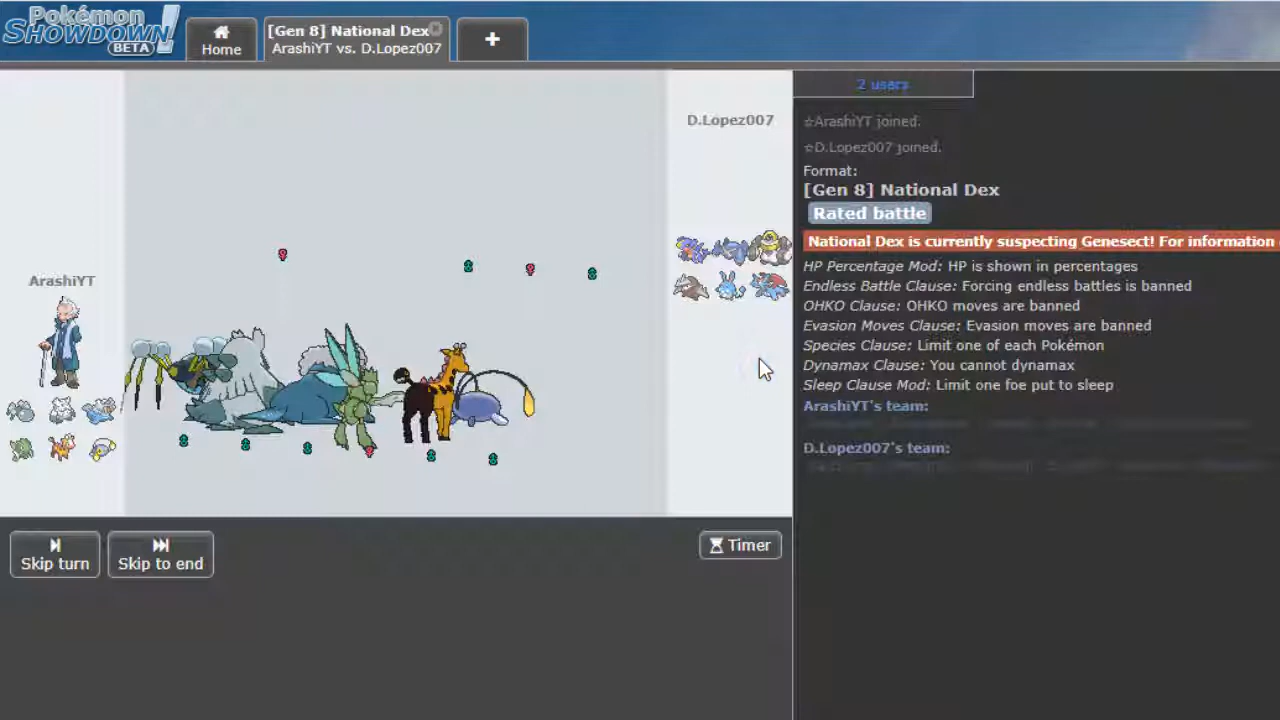 Pokémon
SHOWDOWN!
BETA
Home
[Gen 8] National Dex
ArashiYT vs. D.Lopez007
+
2 users
☆ArashiYT joined.
☆D.Lopez007 joined.
Format:
[Gen 8] National Dex
Rated battle
National Dex is currently suspecting Genesect! For information
HP Percentage Mod: HP is shown in percentages
Endless Battle Clause: Forcing endless battles is banned
OHKO Clause: OHKO moves are banned
Evasion Moves Clause: Evasion moves are banned
Species Clause: Limit one of each Pokémon
Dynamax Clause: You cannot dynamax
Sleep Clause Mod: Limit one foe put to sleep
ArashiYT's team:
D.Lopez007's team:
D.Lopez007
ArashiYT
Skip turn
Skip to end
Timer